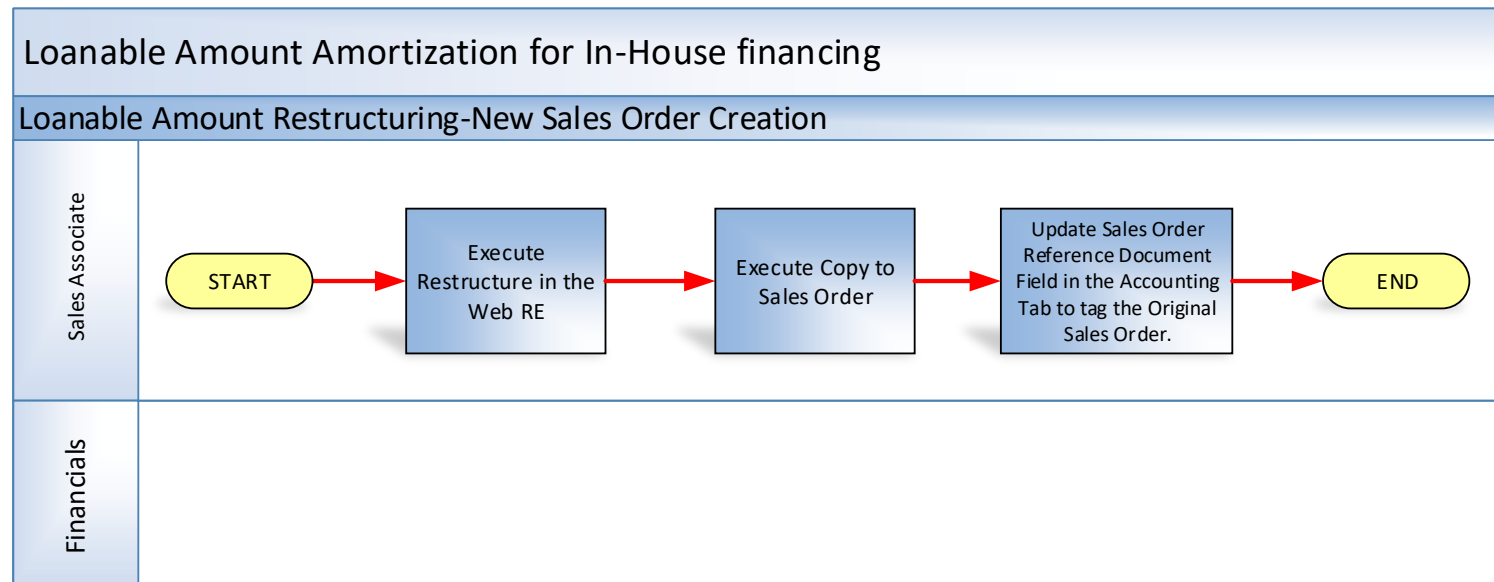 Loanable Amount Amortization for In-House financing
Loanable Amount Restructuring-New Sales Order Creation
Sales Associate
START
Execute
Restructure in the
Web RE
Execute Copy to
Sales Order
Update Sales Order
Reference Document
Field in the Accounting
Tab to tag the Original
Sales Order.
END
Financials